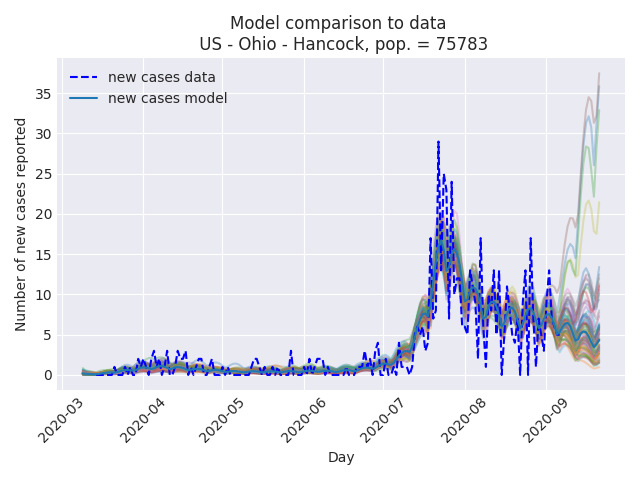 Model comparison to data
US - Ohio - Hancock, pop. = 75783
new cases data
new cases model
Number of new cases reported
35
30
25
20
15
10
5
0
2020-03
2020-04
2020-05
2020-06
2020-07
2020-08
2020-09
Day